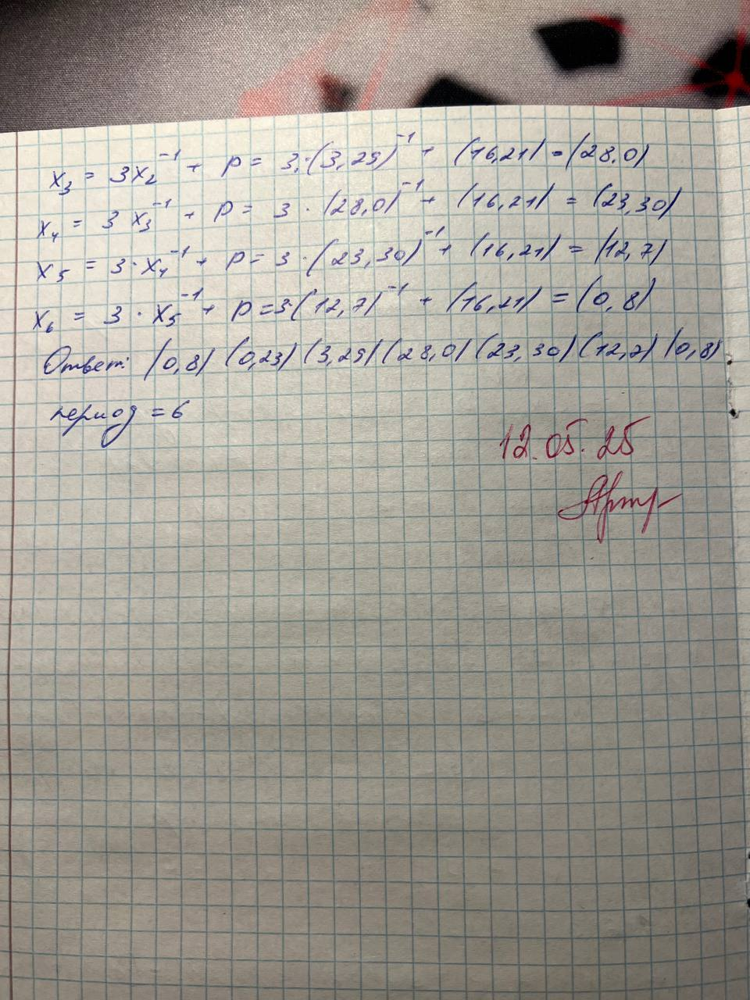 x₃ = 3x₂⁻¹ + p = 3·(3,29)⁻¹ + (16,21) = (28,0)
x₄ = 3 x₃⁻¹ + p = 3 · (28,0)⁻¹ + (16,21) = (23,30)
x₅ = 3·x₄⁻¹ + p = 3·(23,30)⁻¹ + (16,21) = (12,7)
x₆ = 3 · x₅⁻¹ + p = 3·(12,7)⁻¹ + (16,21) = (0,8)
Ответ: (0,8) (0,23) (3,29) (28,0) (23,30) (12,7) (0,8)
период = 6
12.05.25